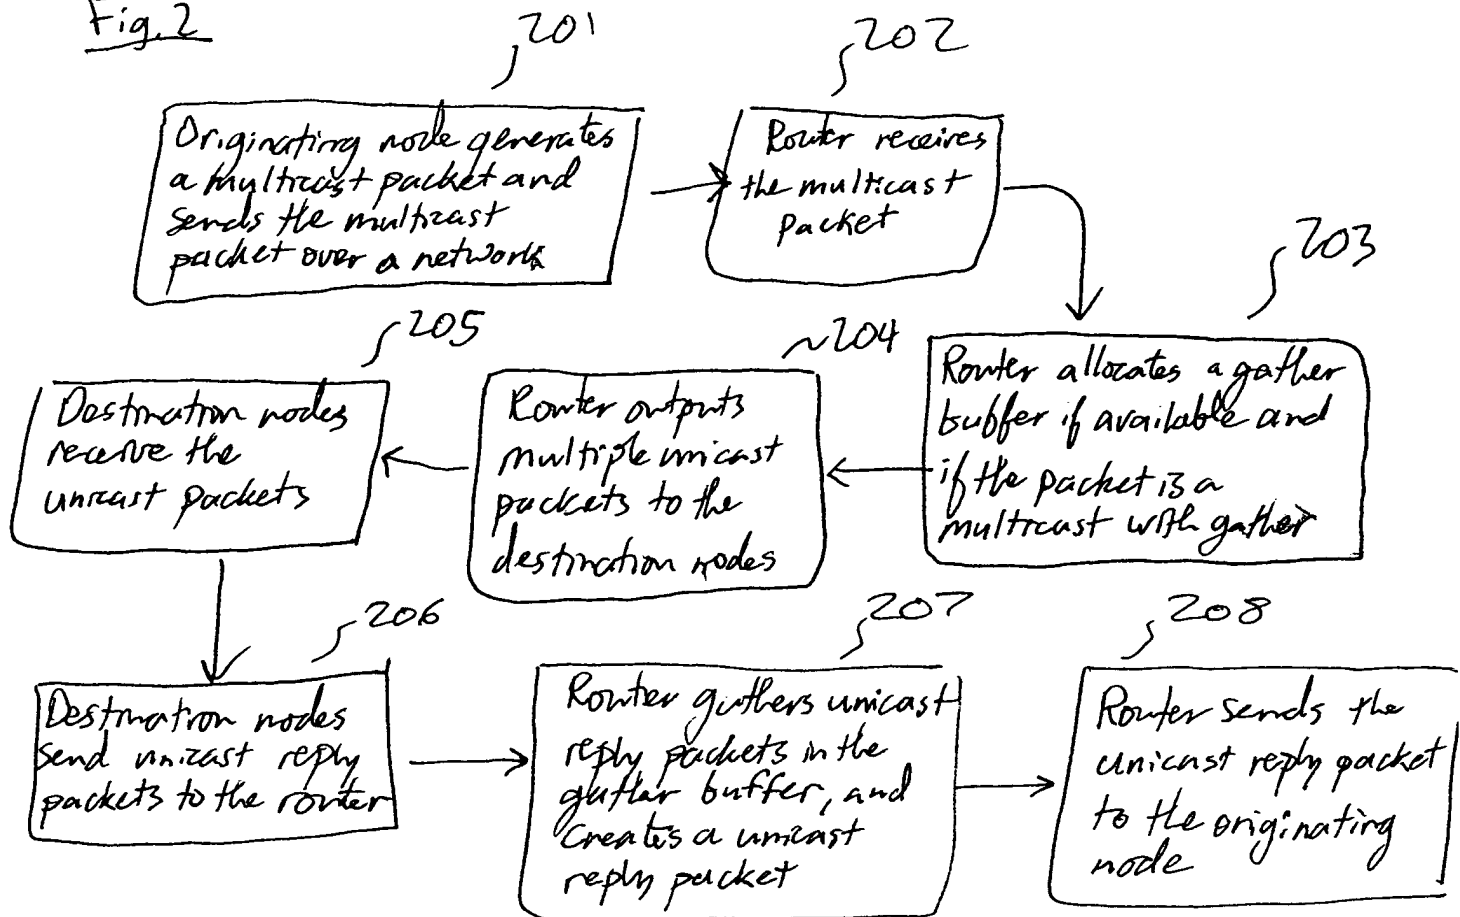 Fig. 2
201
Originating node generates
a multicast packet and
sends the multicast
packet over a network
202
Router receives
the multicast
packet
203
Router allocates a gather
buffer if available and
if the packet is a
multicast with gather
204
Router outputs
multiple unicast
packets to the
destination nodes
205
Destination nodes
receive the
unicast packets
206
Destination nodes
send unicast reply
packets to the router
207
Router gathers unicast
reply packets in the
gather buffer, and
creates a unicast
reply packet
208
Router sends the
unicast reply packet
to the originating
node